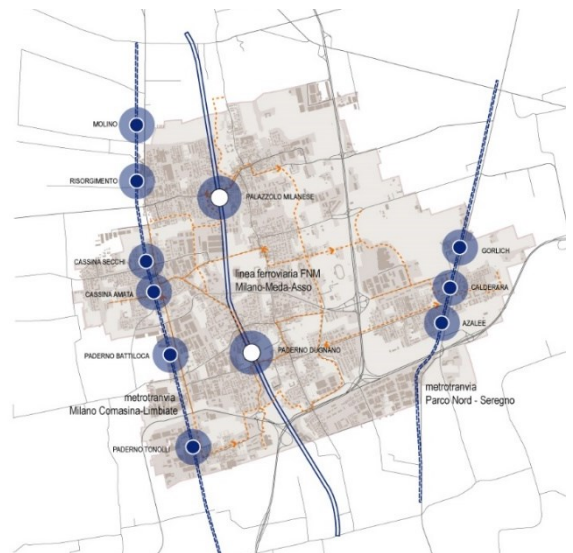 MOLINO
RISORGIMENTO
PALAZZOLO MILANESE
CASSINA SECCHI
GORLICH
linea ferroviaria FNM
Milano-Meda-Asso
CASSINA AMATA
CALDERARA
AZALEE
PADERNO BATTILOCA
PADERNO DUGNANO
metrotranvia
Milano Comasina-Limbiate
metrotranvia
Parco Nord - Seregno
PADERNO TONOLLI